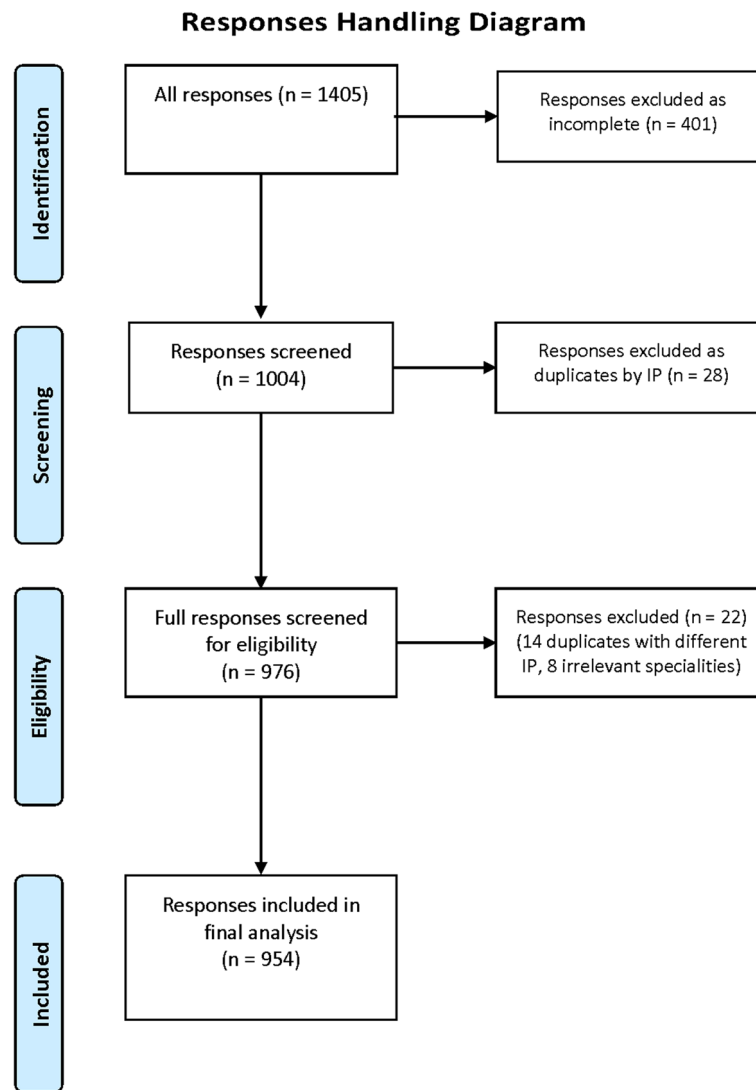 Responses Handling Diagram
Identification
All responses (n = 1405)
Responses excluded as
incomplete (n = 401)
Screening
Responses screened
(n = 1004)
Responses excluded as
duplicates by IP (n = 28)
Eligibility
Full responses screened
for eligibility
(n = 976)
Responses excluded (n = 22)
(14 duplicates with different
IP, 8 irrelevant specialities)
Included
Responses included in
final analysis
(n = 954)